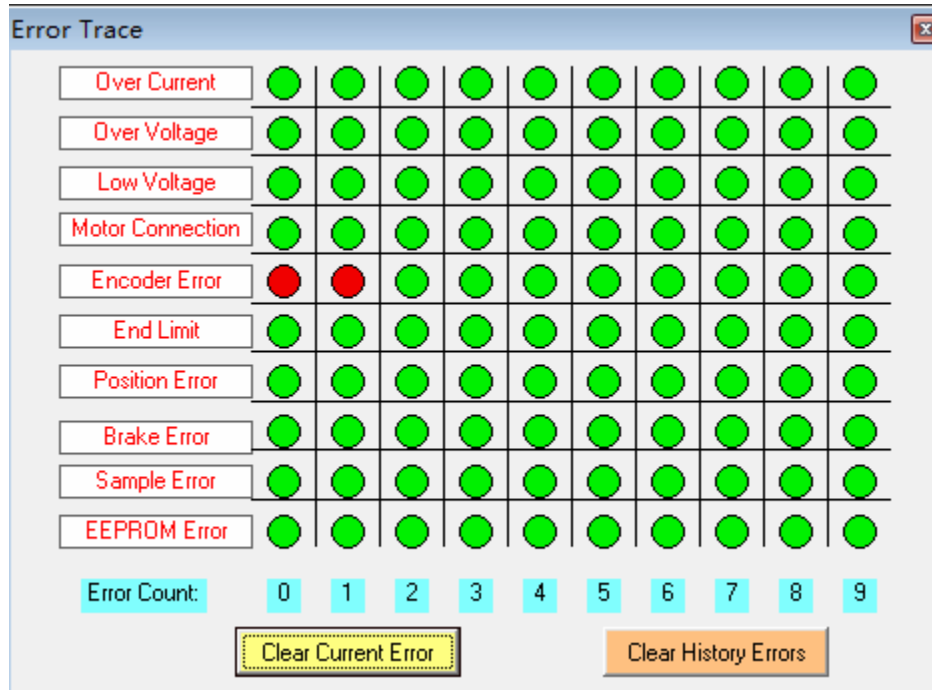 Error Trace
Over Current
Over Voltage
Low Voltage
Motor Connection
Encoder Error
End Limit
Position Error
Brake Error
Sample Error
EEPROM Error
Error Count: 0 1 2 3 4 5 6 7 8 9
Clear Current Error Clear History Errors